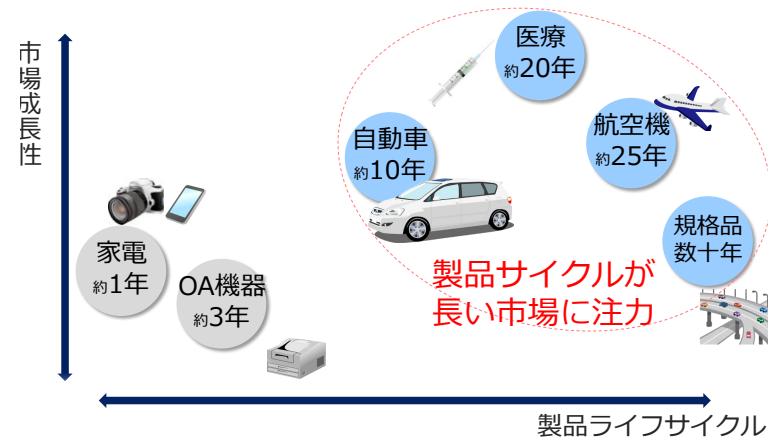 市場成長性
医療
約20年
航空機
約25年
自動車
約10年
規格品
数十年
家電
約1年
OA機器
約3年
製品サイクルが
長い市場に注力
製品ライフサイクル